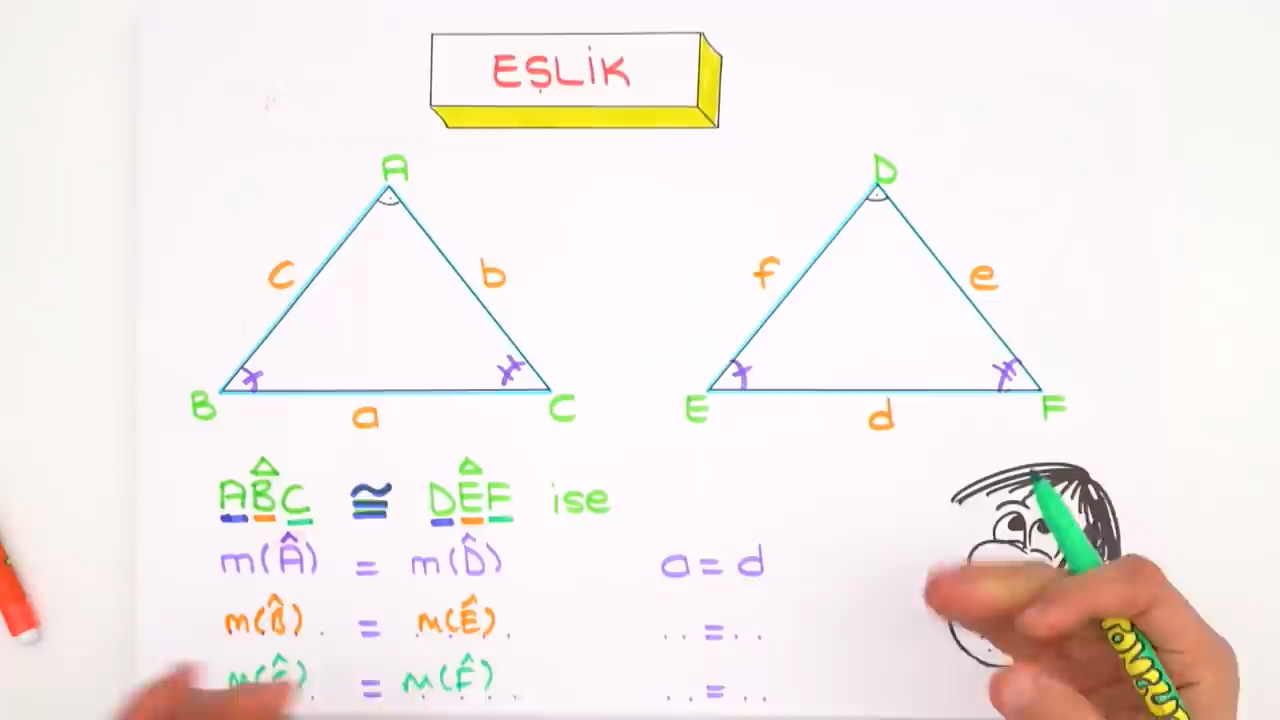 EŞLİK
A D
c b f e
B a C E d F
ABC ≅ DEF ise
m(Â) = m(D̂) a = d
m(B̂) = m(Ê) .. = ..
m(Ĉ) = m(F̂) .. = ..